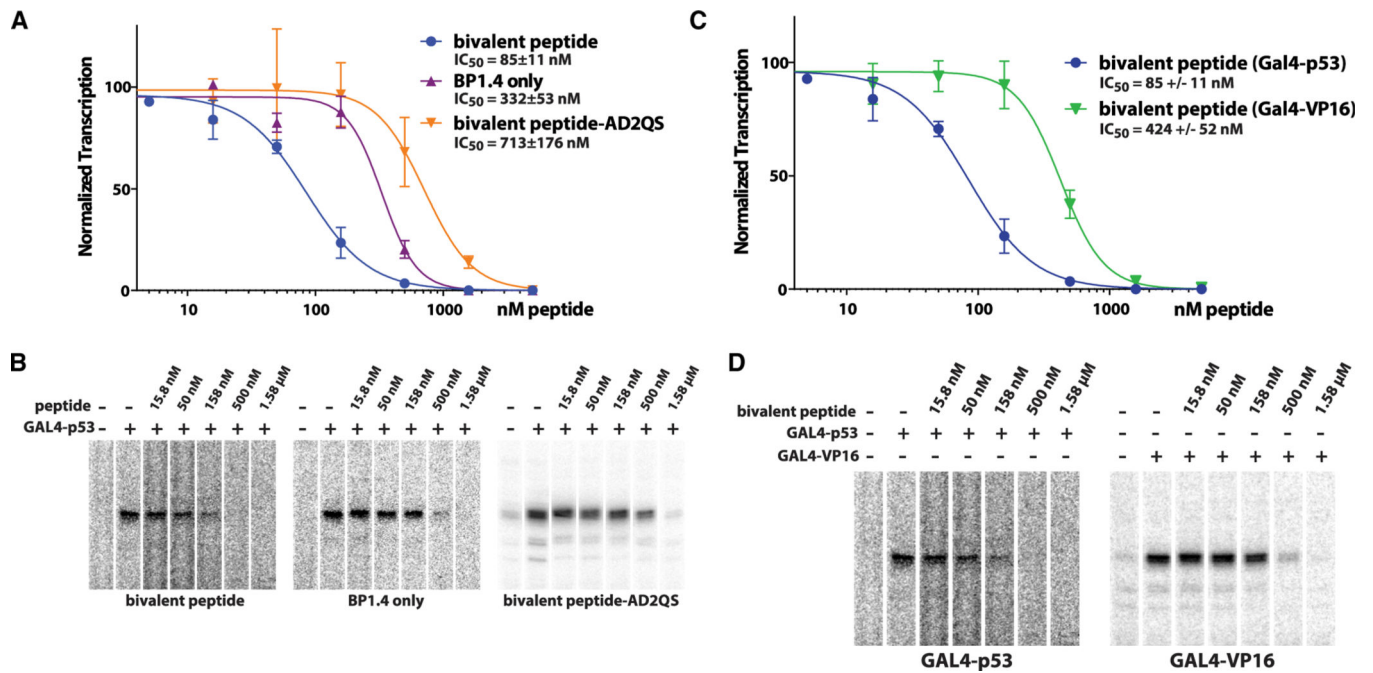 A
bivalent peptide
IC50 = 85±11 nM
BP1.4 only
IC50 = 332±53 nM
bivalent peptide-AD2QS
IC50 = 713±176 nM
Normalized Transcription
100
50
0
10 100 1000 nM peptide
C
bivalent peptide (Gal4-p53)
IC50 = 85 +/- 11 nM
bivalent peptide (Gal4-VP16)
IC50 = 424 +/- 52 nM
Normalized Transcription
100
50
0
10 100 1000 nM peptide
B
15.8 nM 50 nM 158 nM 500 nM 1.58 µM 15.8 nM 50 nM 158 nM 500 nM 1.58 µM 15.8 nM 50 nM 158 nM 500 nM 1.58 µM
peptide - - - - - -
GAL4-p53 - + + + + + + - + + + + + + - + + + + + +
bivalent peptide BP1.4 only bivalent peptide-AD2QS
D
15.8 nM 50 nM 158 nM 500 nM 1.58 µM 15.8 nM 50 nM 158 nM 500 nM 1.58 µM
bivalent peptide - - - -
GAL4-p53 - + + + + + + - - - - - - -
GAL4-VP16 - - - - - - - - + + + + + +
GAL4-p53 GAL4-VP16